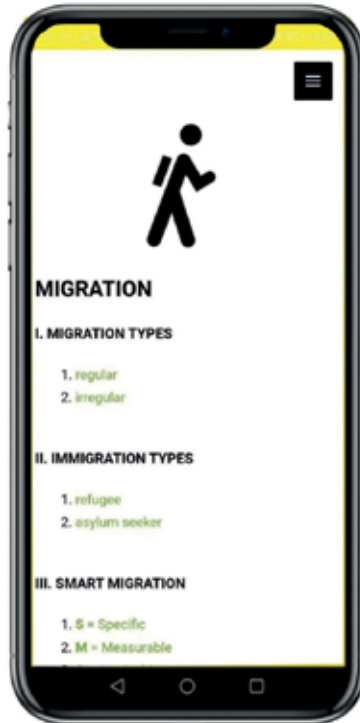 MIGRATION
I. MIGRATION TYPES
1. regular
2. irregular
II. IMMIGRATION TYPES
1. refugee
2. asylum seeker
III. SMART MIGRATION
1. S = Specific
2. M = Measurable